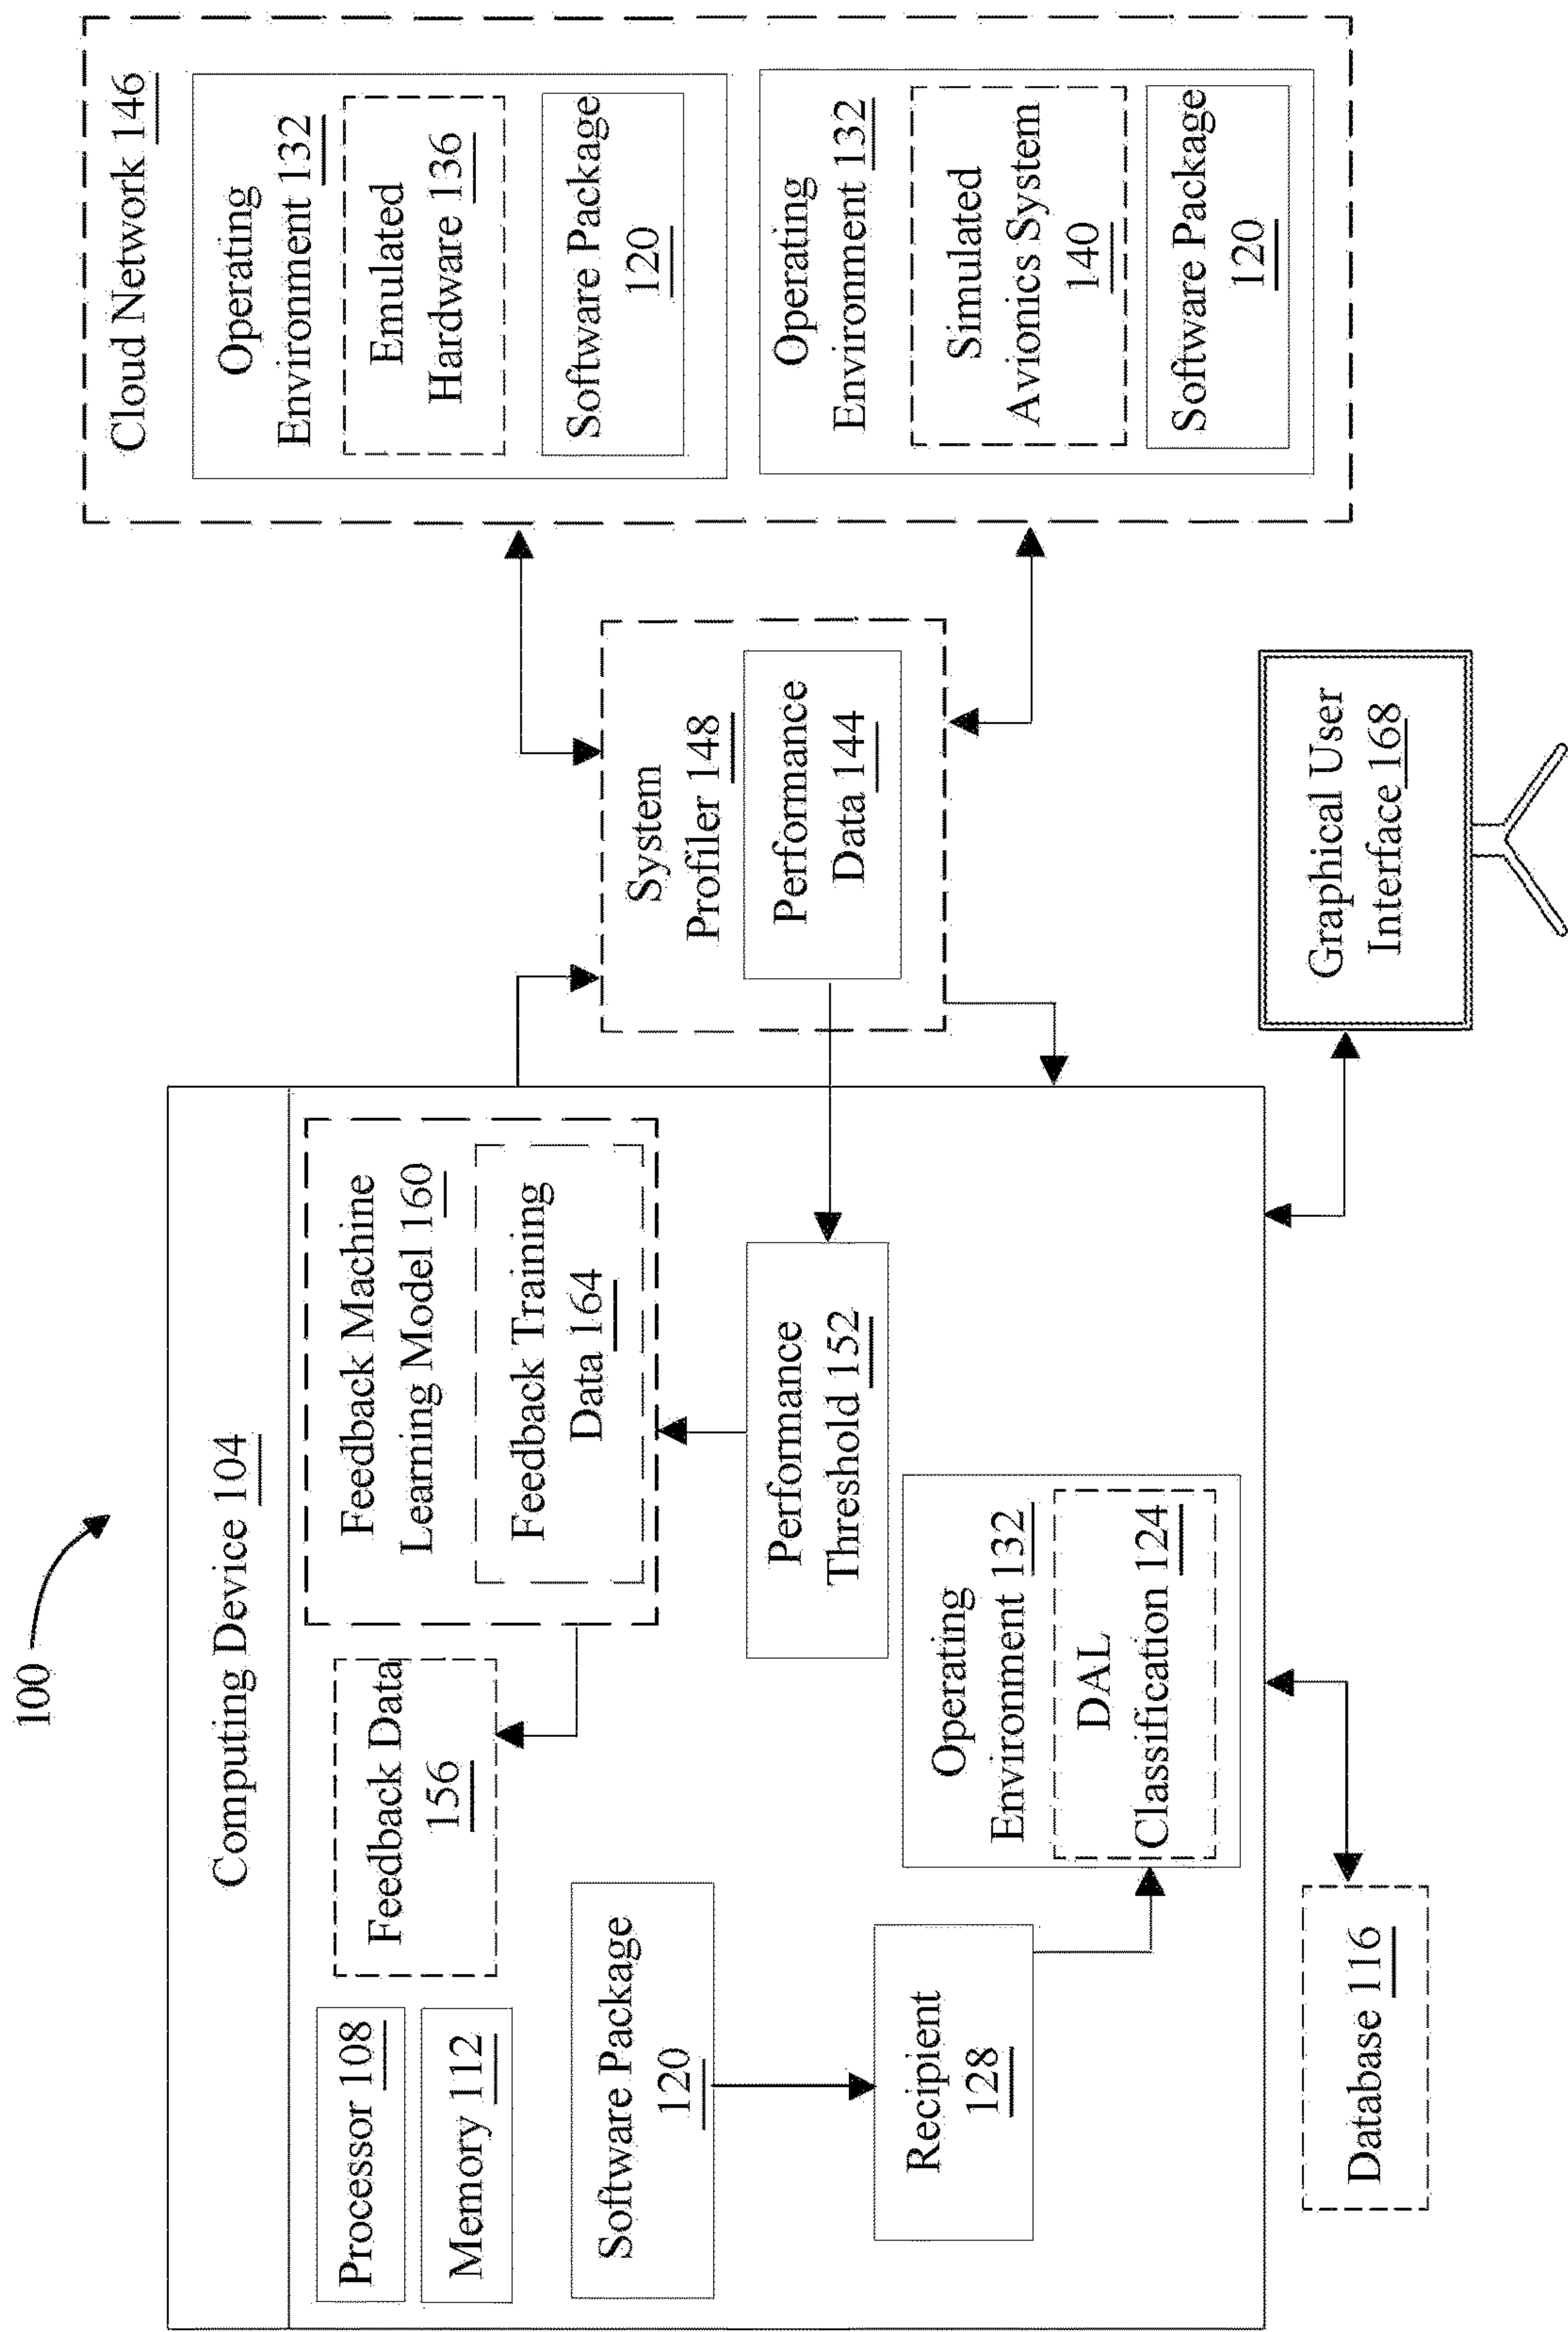 100
Computing Device 104
Processor 108
Memory 112
Feedback Data
156
Feedback Machine
Learning Model 160
Feedback Training
Data 164
Software Package
120
Performance
Threshold 152
Recipient
128
Operating
Environment 132
DAL
Classification 124
Database 116
System
Profiler 148
Performance
Data 144
Graphical User
Interface 168
Cloud Network 146
Operating
Environment 132
Emulated
Hardware 136
Software Package
120
Operating
Environment 132
Simulated
Avionics System
140
Software Package
120